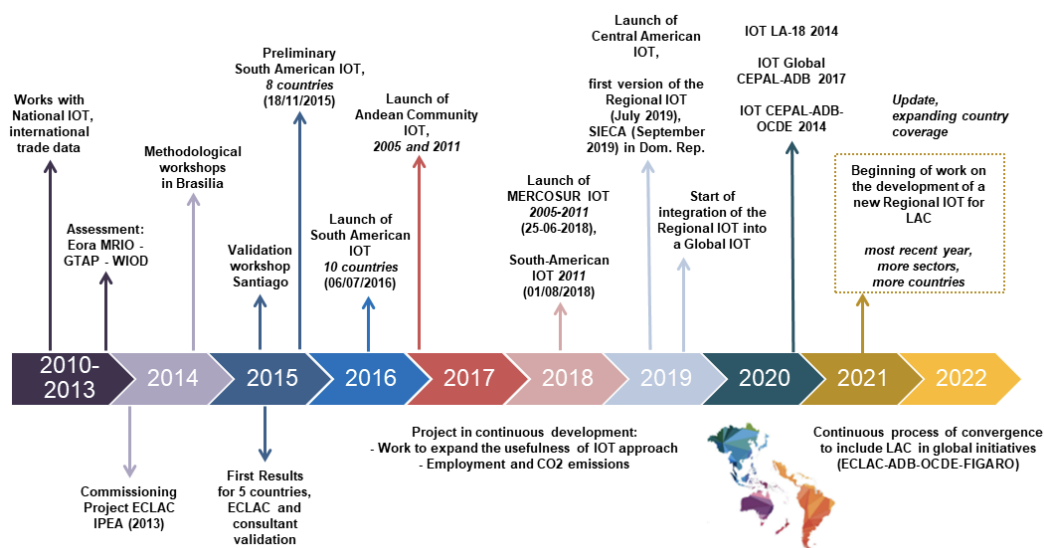 Works with
National IOT,
international
trade data
Assessment:
Eora MRIO -
GTAP - WIOD
Methodological
workshops
in Brasilia
Validation
workshop
Santiago
Preliminary
South American IOT,
8 countries
(18/11/2015)
Launch of
South American
IOT
10 countries
(06/07/2016)
Launch of
Andean Community
IOT,
2005 and 2011
Launch of
MERCOSUR IOT
2005-2011
(25-06-2018),
South-American
IOT 2011
(01/08/2018)
Launch of
Central American
IOT,
first version of the
Regional IOT
(July 2019),
SIECA (September
2019) in Dom. Rep.
Start of
integration of the
Regional IOT into
a Global IOT
IOT LA-18 2014
IOT Global
CEPAL-ADB 2017
IOT CEPAL-ADB-
OCDE 2014
Update,
expanding country
coverage
Beginning of work on
the development of a
new Regional IOT for
LAC
most recent year,
more sectors,
more countries
2010-
2013
2014
2015
2016
2017
2018
2019
2020
2021
2022
Commissioning
Project ECLAC
IPEA (2013)
First Results
for 5 countries,
ECLAC and
consultant
validation
Project in continuous development:
- Work to expand the usefulness of IOT approach
- Employment and CO2 emissions
Continuous process of convergence
to include LAC in global initiatives
(ECLAC-ADB-OCDE-FIGARO)